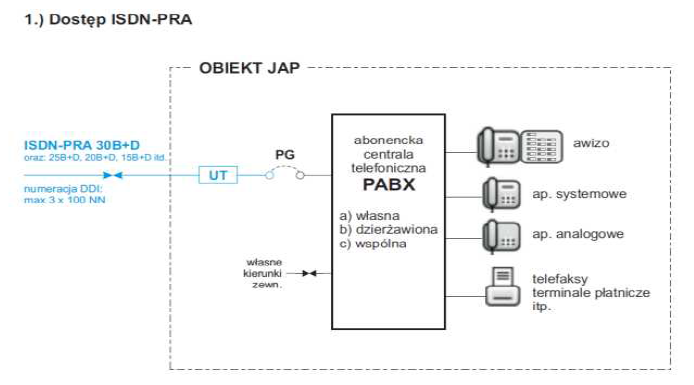 1.) Dostęp ISDN-PRA
OBIEKT JAP
ISDN-PRA 30B+D
oraz: 25B+D, 20B+D, 15B+D itd.
UT
numeracja DDI:
max 3 x 100 NN
PG
abonencka
centrala
telefoniczna
PABX
a) własna
b) dzierżawiona
c) wspólna
własne
kierunki
zewn.
awizo
ap. systemowe
ap. analogowe
telefaksy
terminale płatnicze
itp.